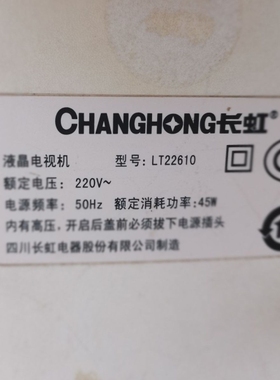 CHANGHONG长虹®
液晶电视机 型号: LT22610
额定电压: 220V~
电源频率: 50Hz 额定消耗功率:45W
内有高压，开启后盖前必须拔下电源插头
四川长虹电器股份有限公司制造